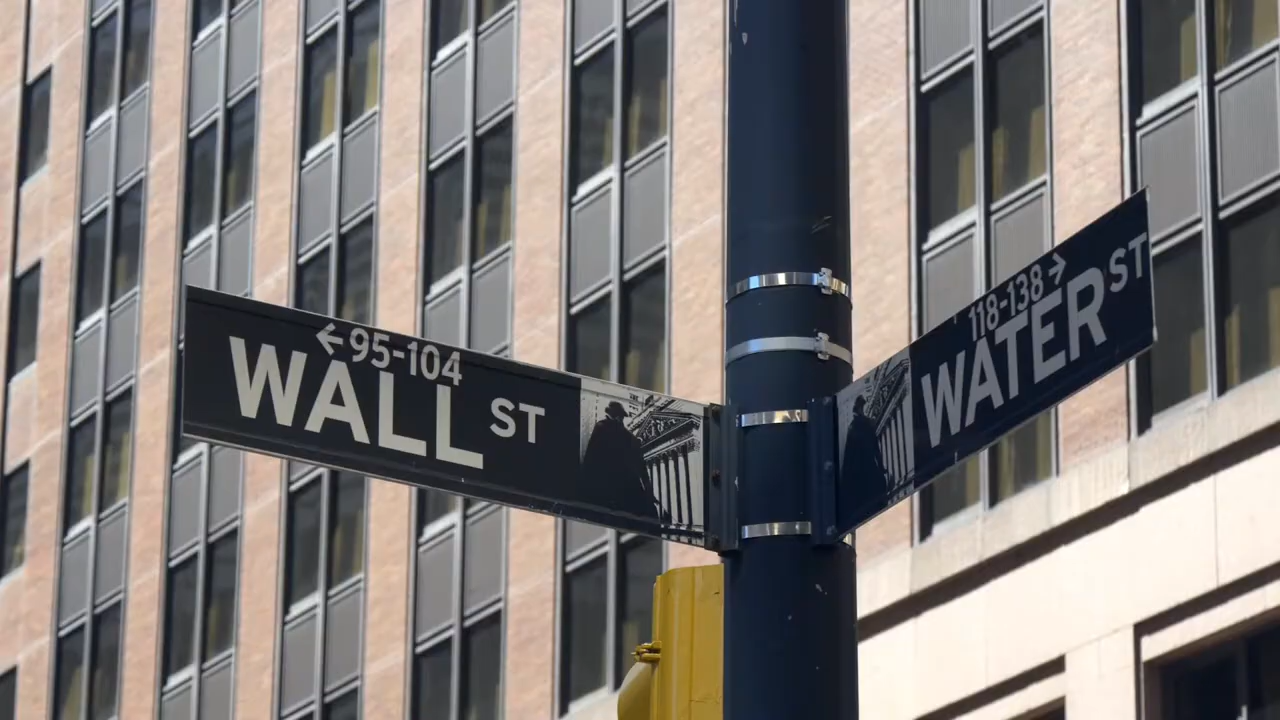 ←95-104
WALL ST
118-138→
WATER ST